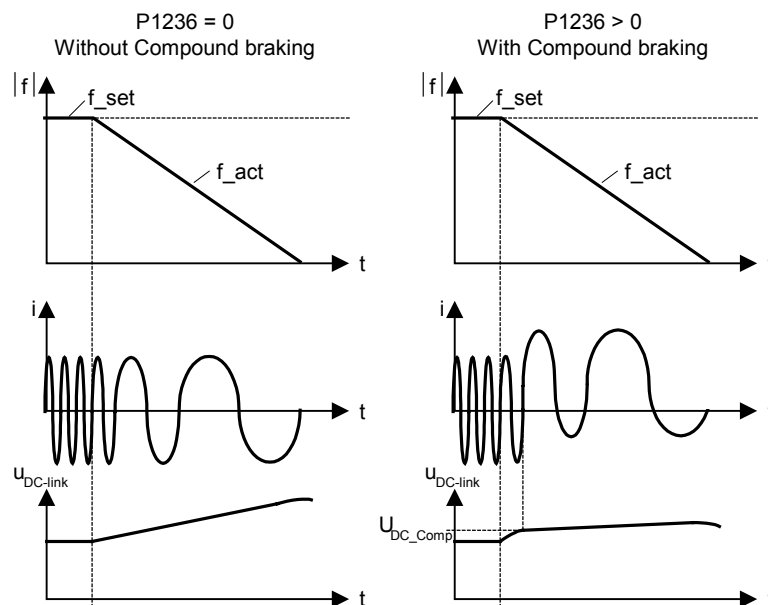 P1236 = 0
Without Compound braking
|f|
f_set
f_act
t
i
t
uDC-link
t
P1236 > 0
With Compound braking
|f|
f_set
f_act
i
uDC-link
UDC_Comp